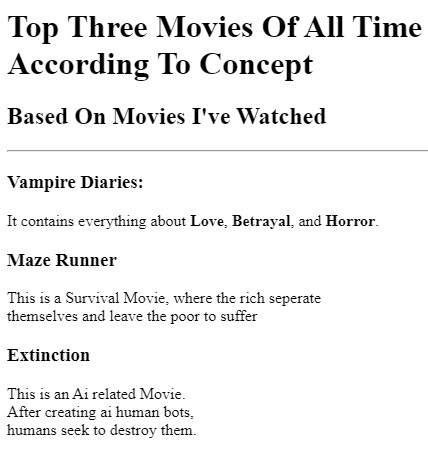 Top Three Movies Of All Time
According To Concept
Based On Movies I've Watched
Vampire Diaries:
It contains everything about Love, Betrayal, and Horror.
Maze Runner
This is a Survival Movie, where the rich seperate
themselves and leave the poor to suffer
Extinction
This is an Ai related Movie.
After creating ai human bots,
humans seek to destroy them.